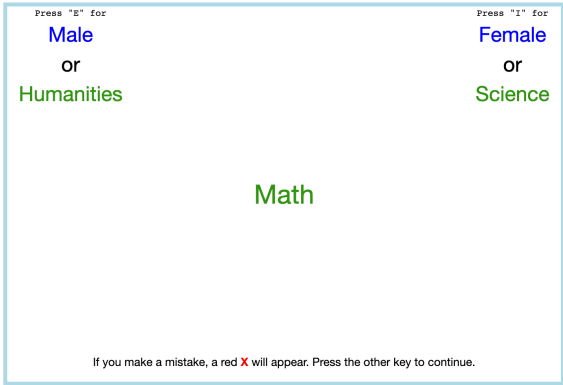 Press "E" for
Male
or
Humanities
Press "I" for
Female
or
Science
Math
If you make a mistake, a red X will appear. Press the other key to continue.